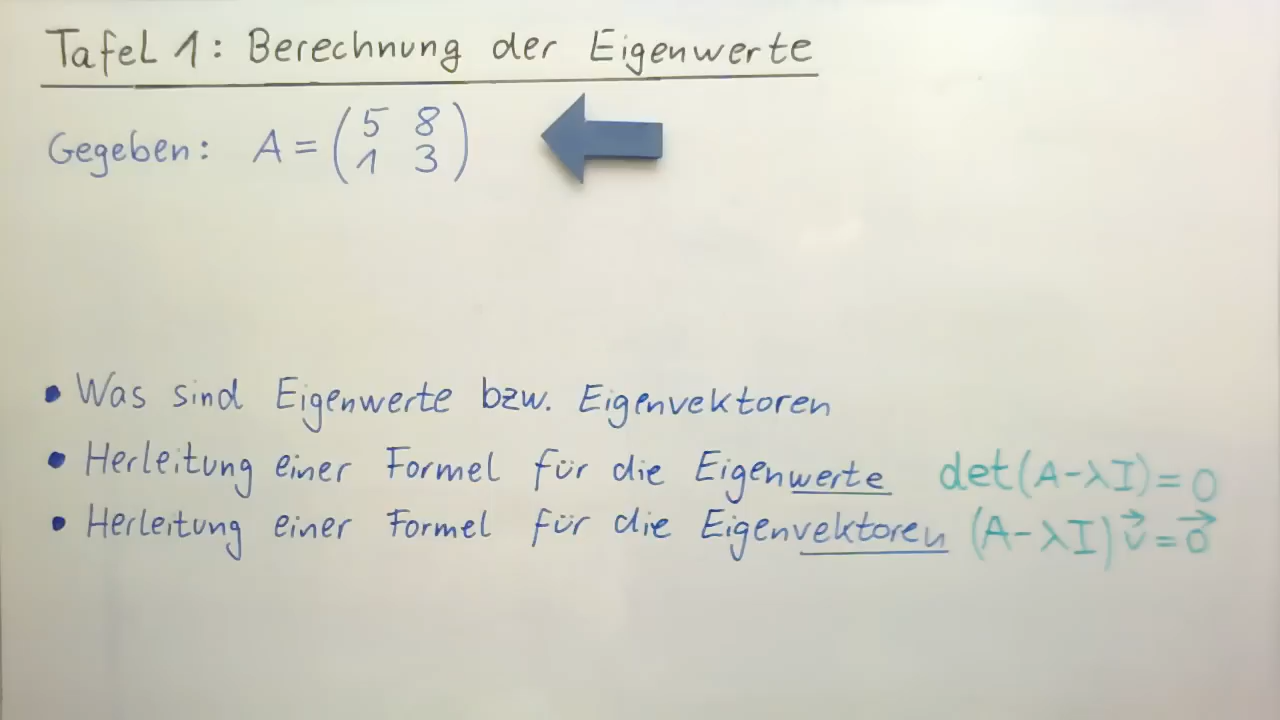 Tafel 1: Berechnung der Eigenwerte
Gegeben: A = (5 8
1 3)
• Was sind Eigenwerte bzw. Eigenvektoren
• Herleitung einer Formel für die Eigenwerte det(A-λI)=0
• Herleitung einer Formel für die Eigenvektoren (A-λI)v⃗=0⃗